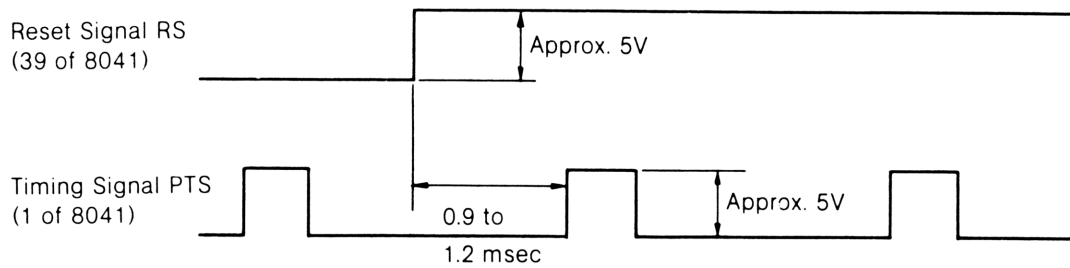 Reset Signal RS
(39 of 8041)
Approx. 5V
Timing Signal PTS
(1 of 8041)
0.9 to
1.2 msec
Approx. 5V